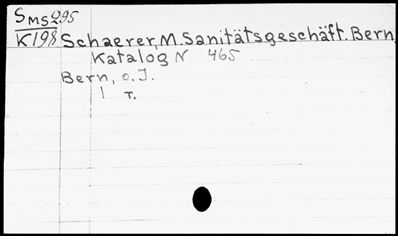 SMS 295
K198 Schaerer, M. Sanitätsgeschäft. Bern
Katalog N 465
Bern, o.J.
1 T.